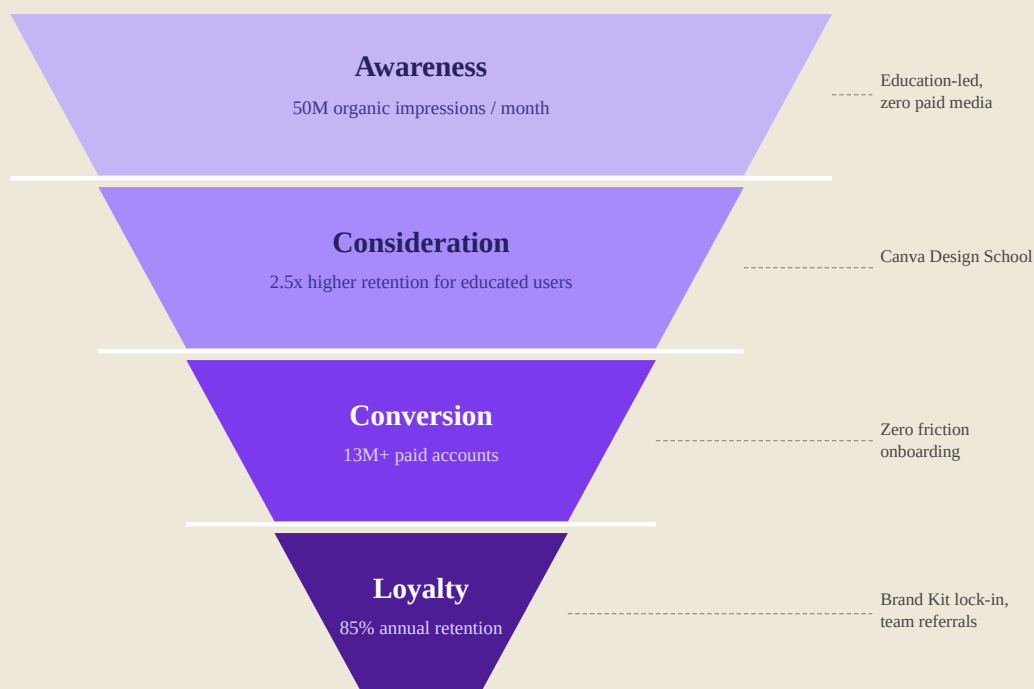 Awareness
50M organic impressions / month
Education-led,
zero paid media
Consideration
2.5x higher retention for educated users
Canva Design School
Conversion
13M+ paid accounts
Zero friction
onboarding
Loyalty
85% annual retention
Brand Kit lock-in,
team referrals